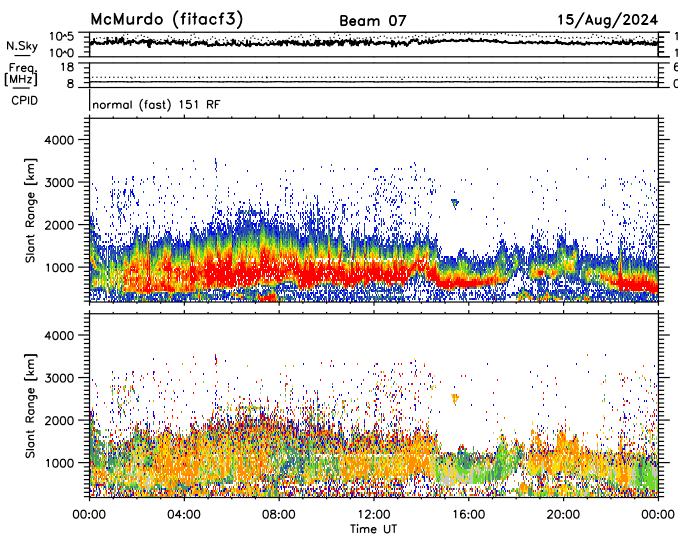 McMurdo (fitacf3) Beam 07 15/Aug/2024
N.Sky 10^5 10^0
Freq. [MHz] 18 8 6 0
CPID normal (fast) 151 RF
Slant Range [km] 4000 3000 2000 1000
Slant Range [km] 4000 3000 2000 1000
00:00 04:00 08:00 12:00 16:00 20:00 00:00
Time UT